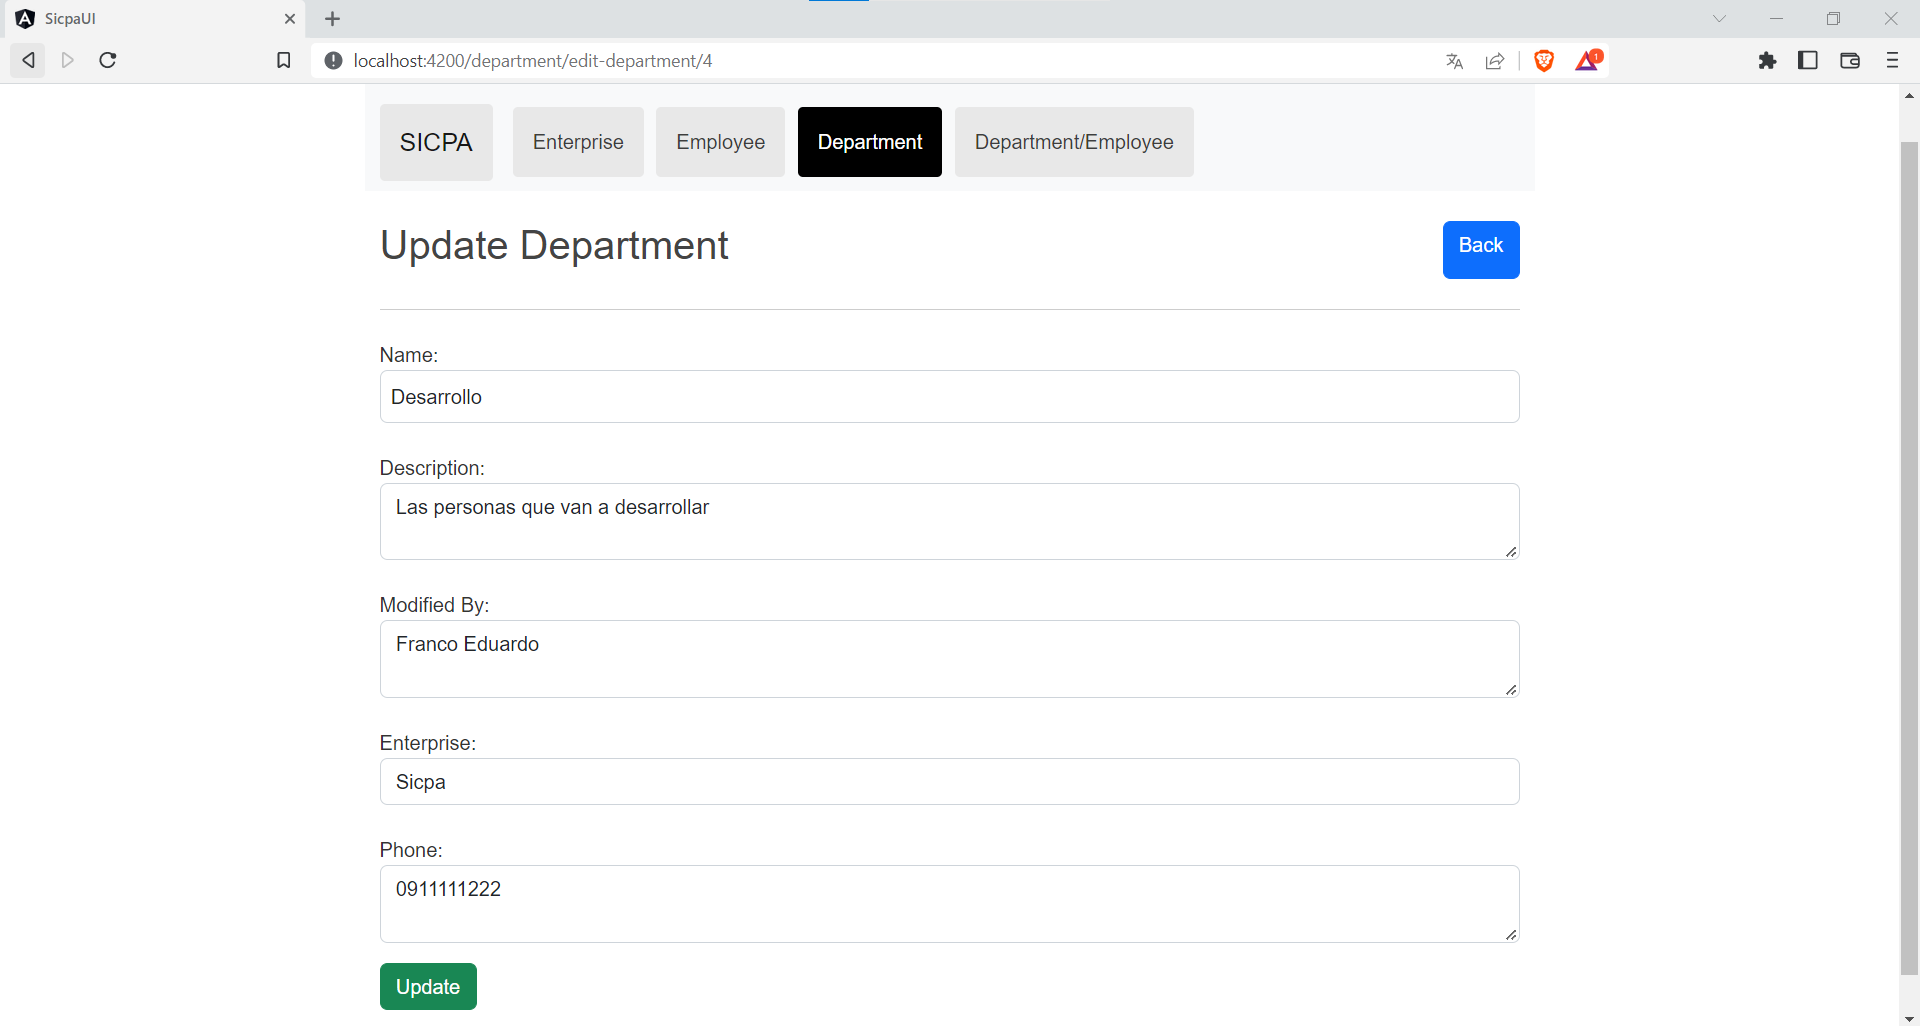 SicpaUI
localhost:4200/department/edit-department/4
1
SICPA Enterprise Employee Department Department/Employee
Update Department Back
Name:
Desarrollo
Description:
Las personas que van a desarrollar
Modified By:
Franco Eduardo
Enterprise:
Sicpa
Phone:
0911111222
Update